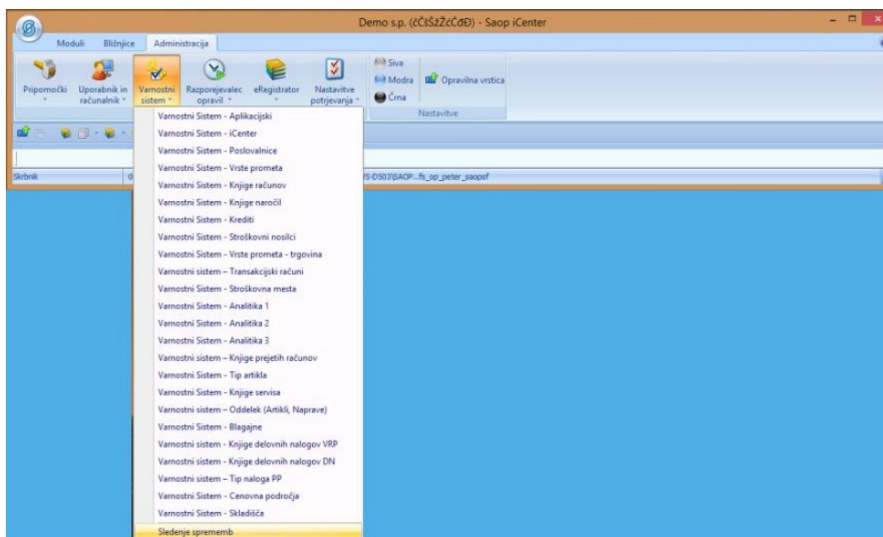 Demo s.p. (čČšŠžŽćĆđĐ) - Saop iCenter
Moduli Bližnjice Administracija
Pripomočki
Uporabnik in računalnik
Varnostni sistem
Razporejevalec opravil
eRegistrator
Nastavitve potrjevanja
Siva
Modra
Črna
Opravilna vrstica
Nastavitve
Skrbnik
0
fs_op_peter_saopsf
Varnostni Sistem - Aplikacijski
Varnostni Sistem - iCenter
Varnostni Sistem - Poslovalnice
Varnostni Sistem - Vrste prometa
Varnostni Sistem - Knjige računov
Varnostni Sistem - Knjige naročil
Varnostni Sistem - Krediti
Varnostni Sistem - Stroškovni nosilci
Varnostni Sistem - Vrste prometa - trgovina
Varnostni sistem – Transakcijski računi
Varnostni Sistem - Stroškovna mesta
Varnostni Sistem - Analitika 1
Varnostni Sistem - Analitika 2
Varnostni Sistem - Analitika 3
Varnostni sistem – Knjige prejetih računov
Varnostni Sistem - Tip artikla
Varnostni Sistem - Knjige servisa
Varnostni sistem – Oddelek (Artikli, Naprave)
Varnostni Sistem - Blagajne
Varnostni sistem - Knjige delovnih nalogov VRP
Varnostni sistem - Knjige delovnih nalogov DN
Varnostni sistem – Tip naloga PP
Varnostni Sistem - Cenovna področja
Varnostni Sistem - Skladišča
Sledenje sprememb